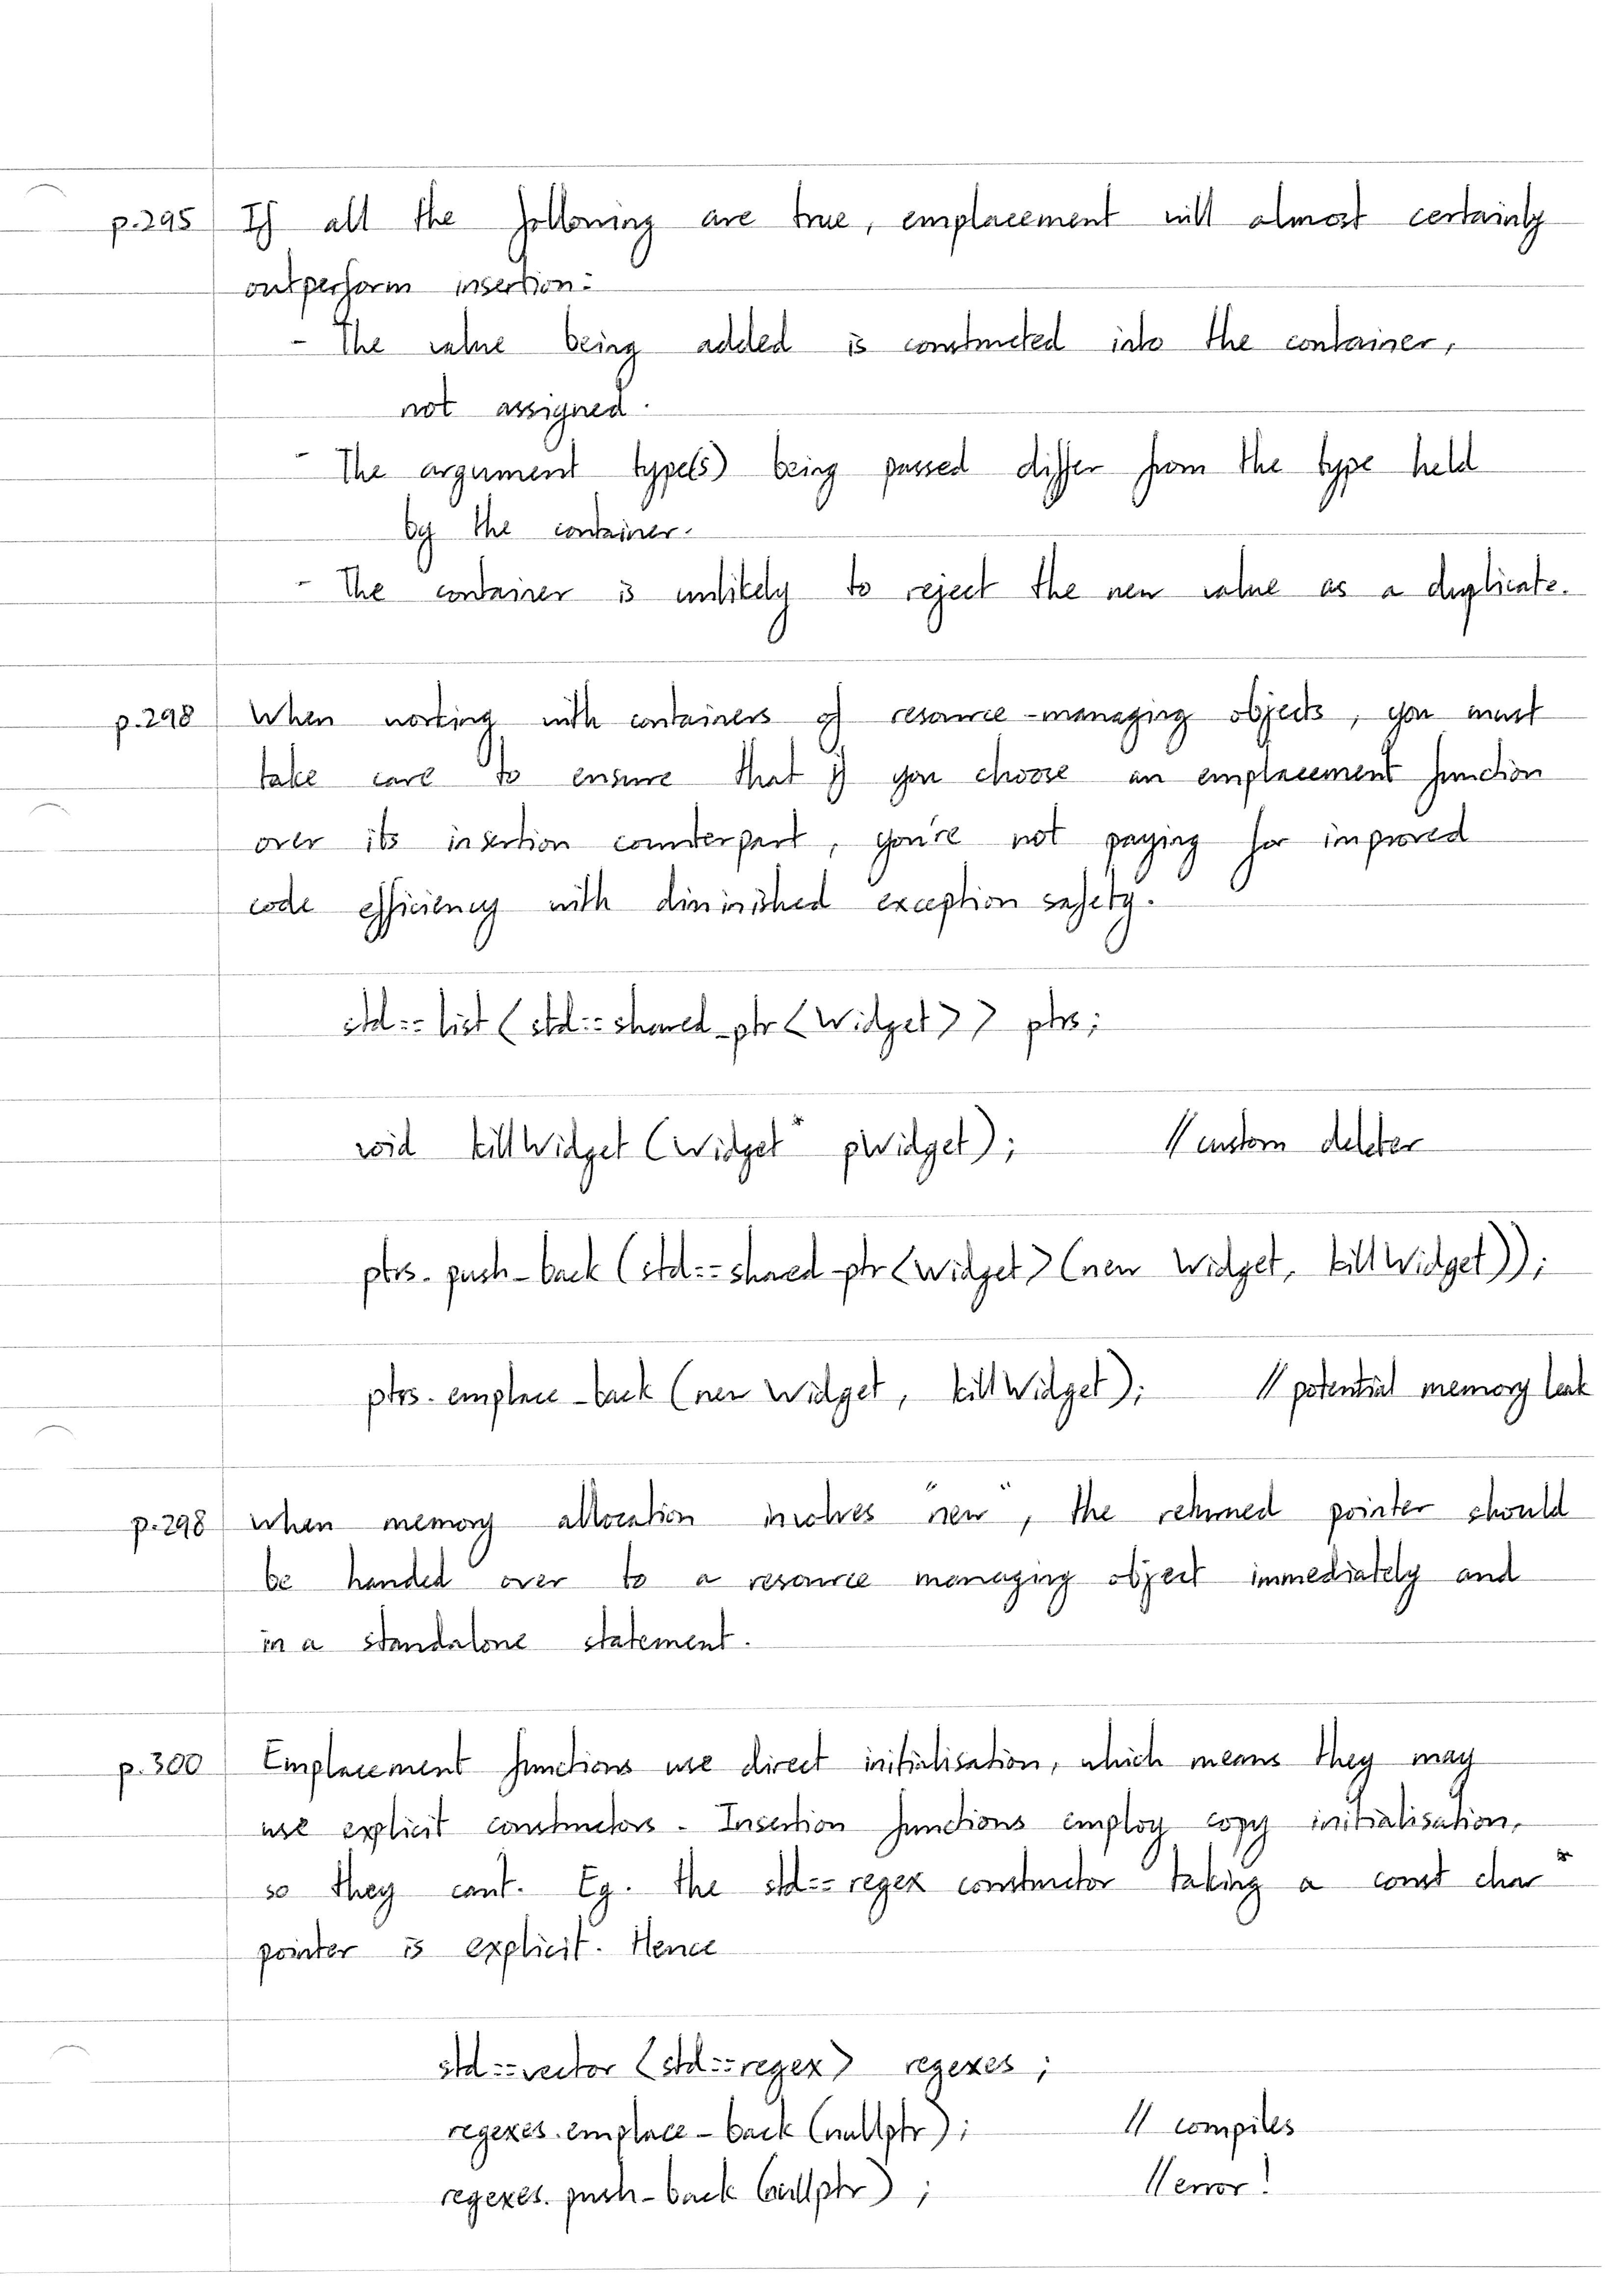 p.295 If all the following are true, emplacement will almost certainly
outperform insertion:
- The value being added is constructed into the container,
not assigned.
- The argument type(s) being passed differ from the type held
by the container.
- The container is unlikely to reject the new value as a duplicate.
p.298 When working with containers of resource-managing objects, you must
take care to ensure that if you choose an emplacement function
over its insertion counterpart, you're not paying for improved
code efficiency with diminished exception safety.
std::list<std::shared_ptr<Widget>> ptrs;
void killWidget(Widget* pWidget); //custom deleter
ptrs.push_back(std::shared_ptr<Widget>(new Widget, killWidget));
ptrs.emplace_back(new Widget, killWidget); // potential memory leak
p.298 When memory allocation involves "new", the returned pointer should
be handed over to a resource managing object immediately and
in a standalone statement.
p.300 Emplacement functions use direct initialisation, which means they may
use explicit constructors. Insertion functions employ copy initialisation,
so they cant. Eg. the std::regex constructor taking a const char*
pointer is explicit. Hence
std::vector<std::regex> regexes;
regexes.emplace_back(nullptr); // compiles
regexes.push_back(nullptr); //error!